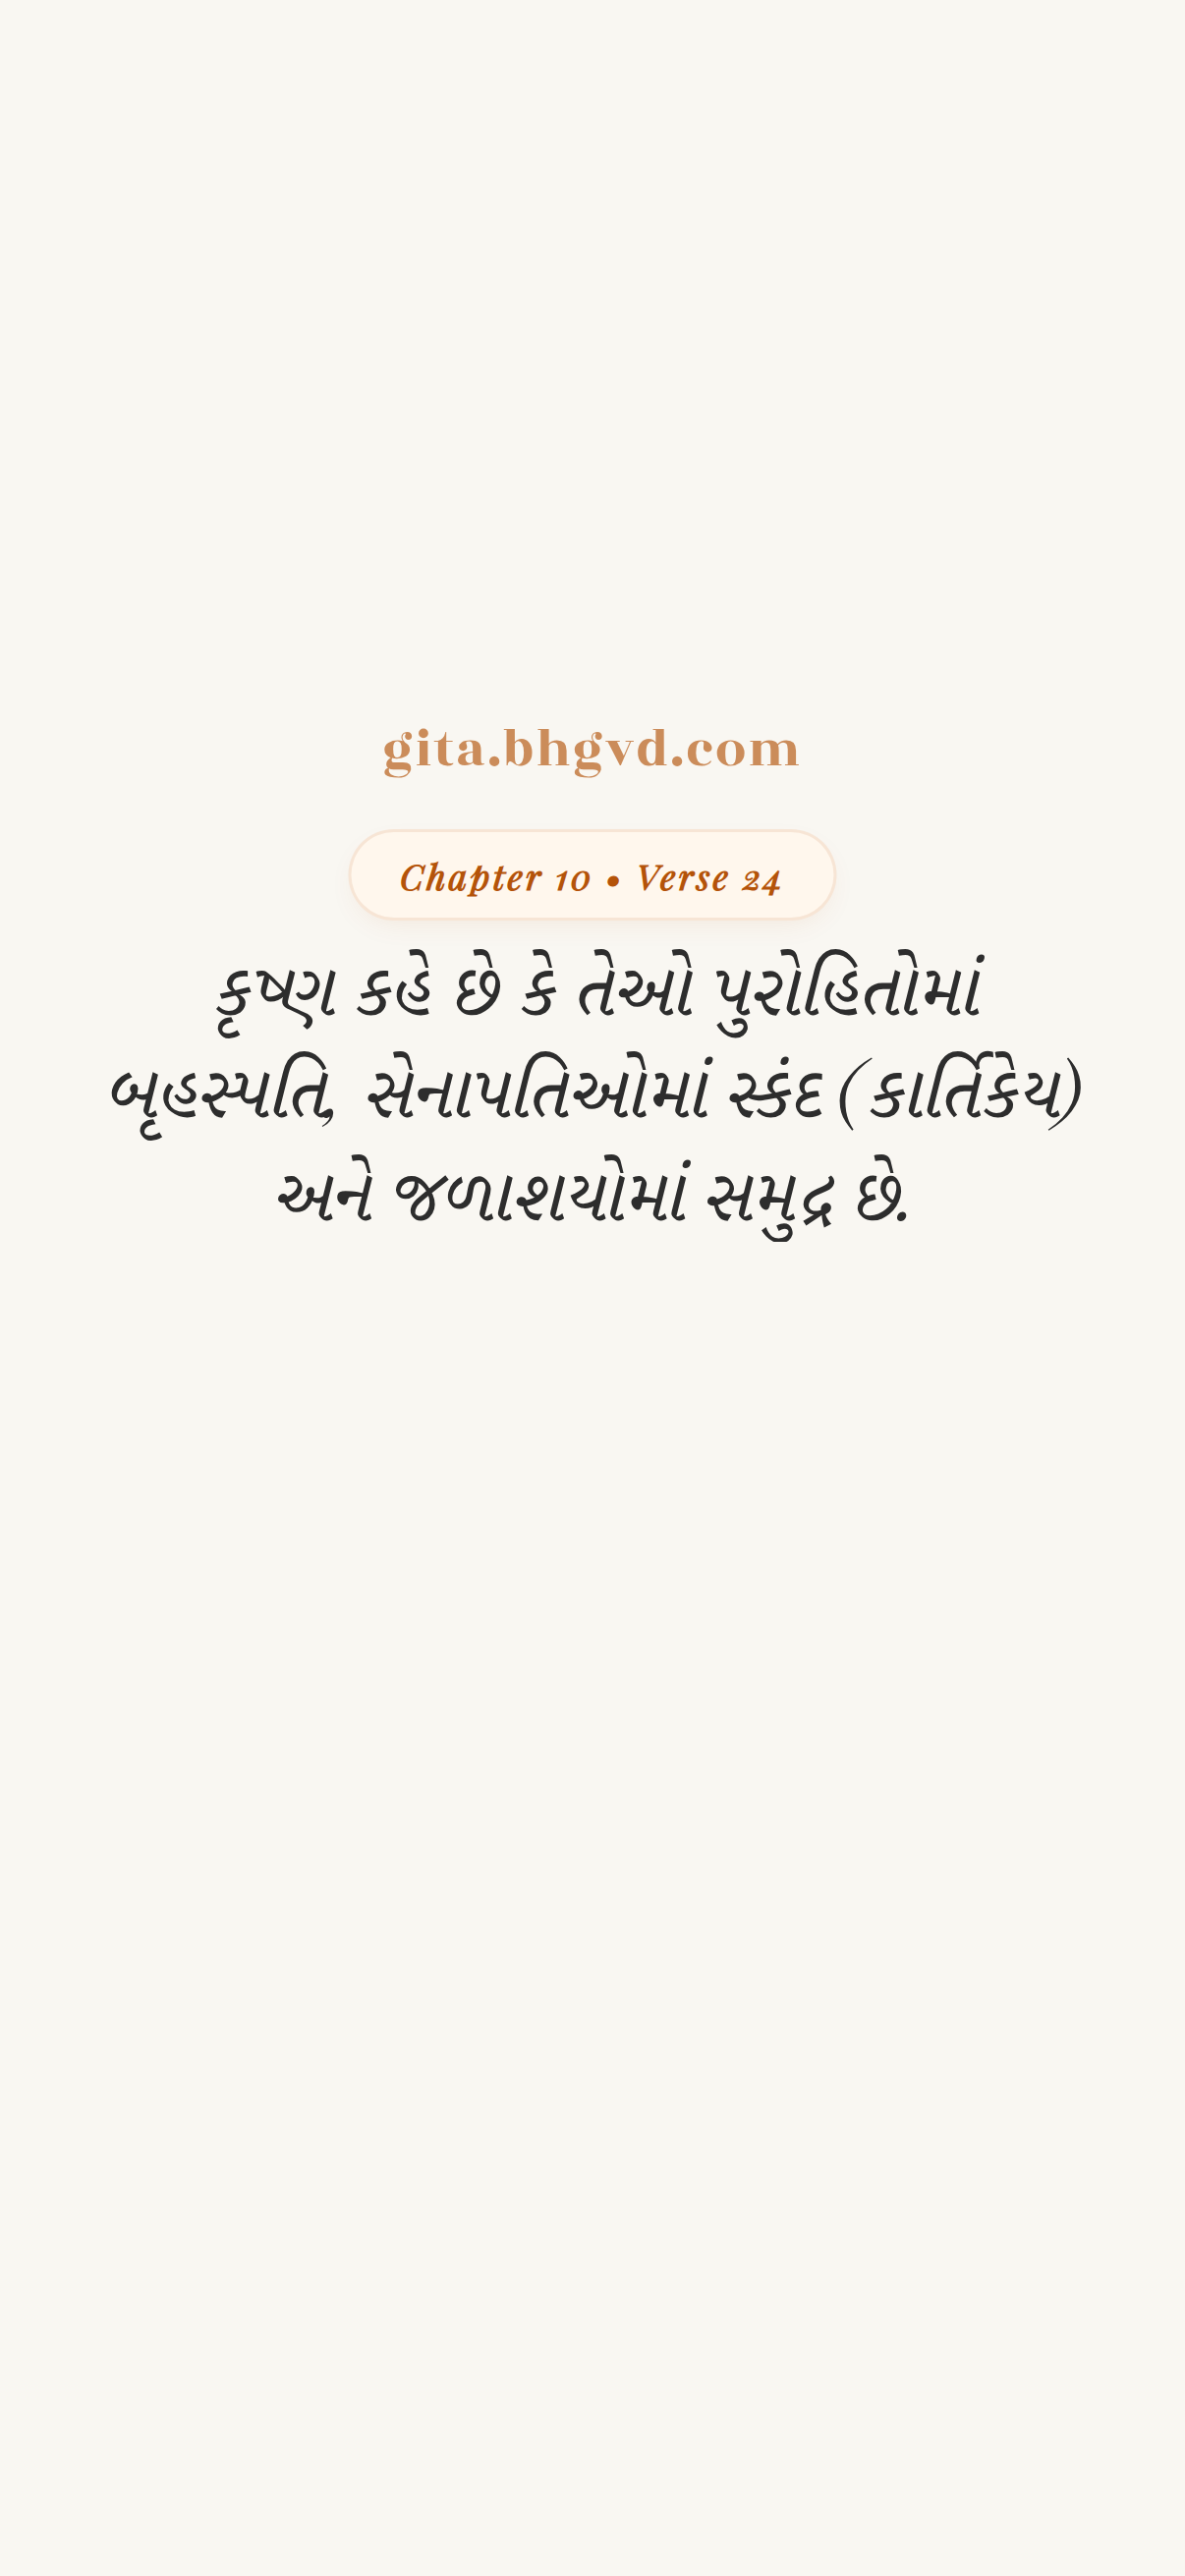 gita.bhgvd.com
Chapter 10 • Verse 24
કૃષ્ણ કહે છે કે તેઓ પુરોહિતોમાં
બૃહસ્પતિ, સેનાપતિઓમાં સ્કંદ (કાર્તિકેય)
અને જળાશયોમાં સમુદ્ર છે.